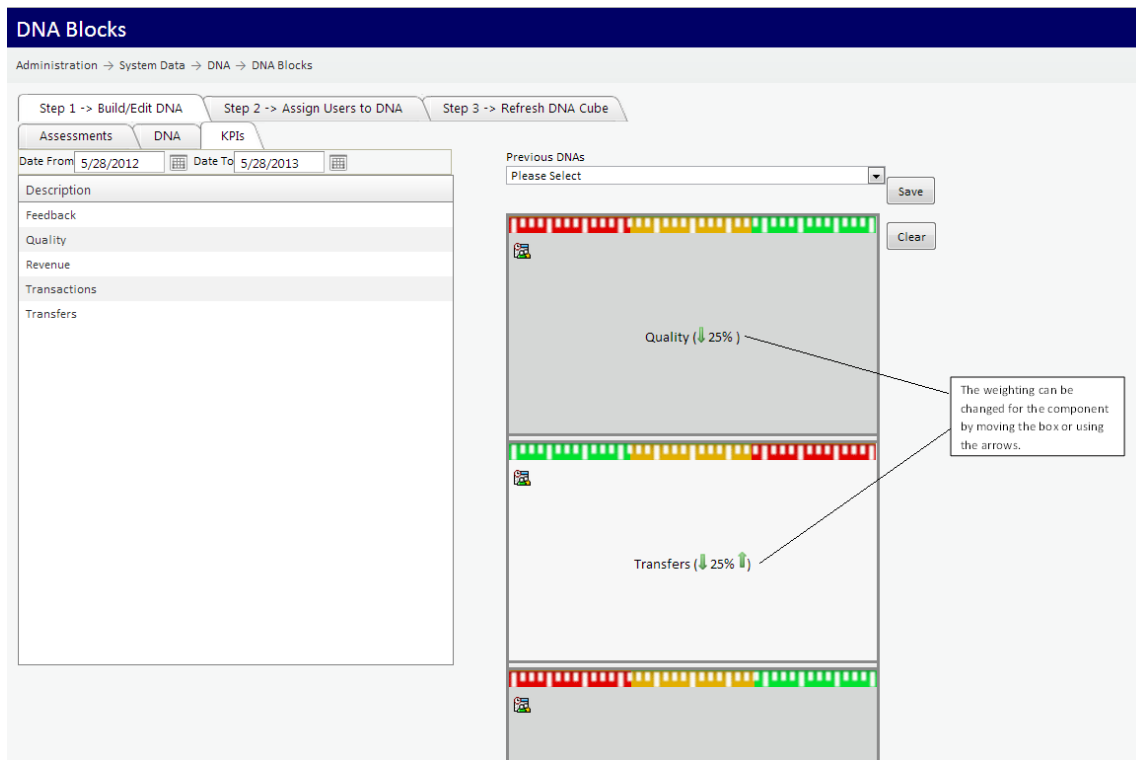 DNA Blocks
Administration → System Data → DNA → DNA Blocks
Step 1 -> Build/Edit DNA
Step 2 -> Assign Users to DNA
Step 3 -> Refresh DNA Cube
Assessments
DNA
KPIs
Date From 5/28/2012 Date To 5/28/2013
Description
Feedback
Quality
Revenue
Transactions
Transfers
Previous DNAs
Please Select
Save
Clear
Quality (⬇ 25% )
Transfers (⬇ 25% ⬆)
The weighting can be
changed for the component
by moving the box or using
the arrows.